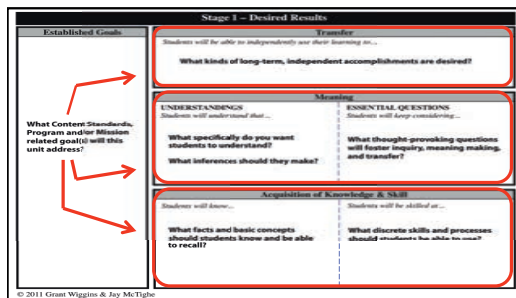 Stage 1 – Desired Results
Established Goals
What Content Standards,
Program and/or Mission
related goal(s) will this
unit address?
Transfer
Students will be able to independently use their learning to…
What kinds of long-term, independent accomplishments are desired?
Meaning
UNDERSTANDINGS
Students will understand that…
What specifically do you want
students to understand?
What inferences should they make?
ESSENTIAL QUESTIONS
Students will keep considering…
What thought-provoking questions
will foster inquiry, meaning making,
and transfer?
Acquisition of Knowledge & Skill
Students will know…
What facts and basic concepts
should students know and be able
to recall?
Students will be skilled at…
What discrete skills and processes
should students be able to use?
© 2011 Grant Wiggins & Jay McTighe